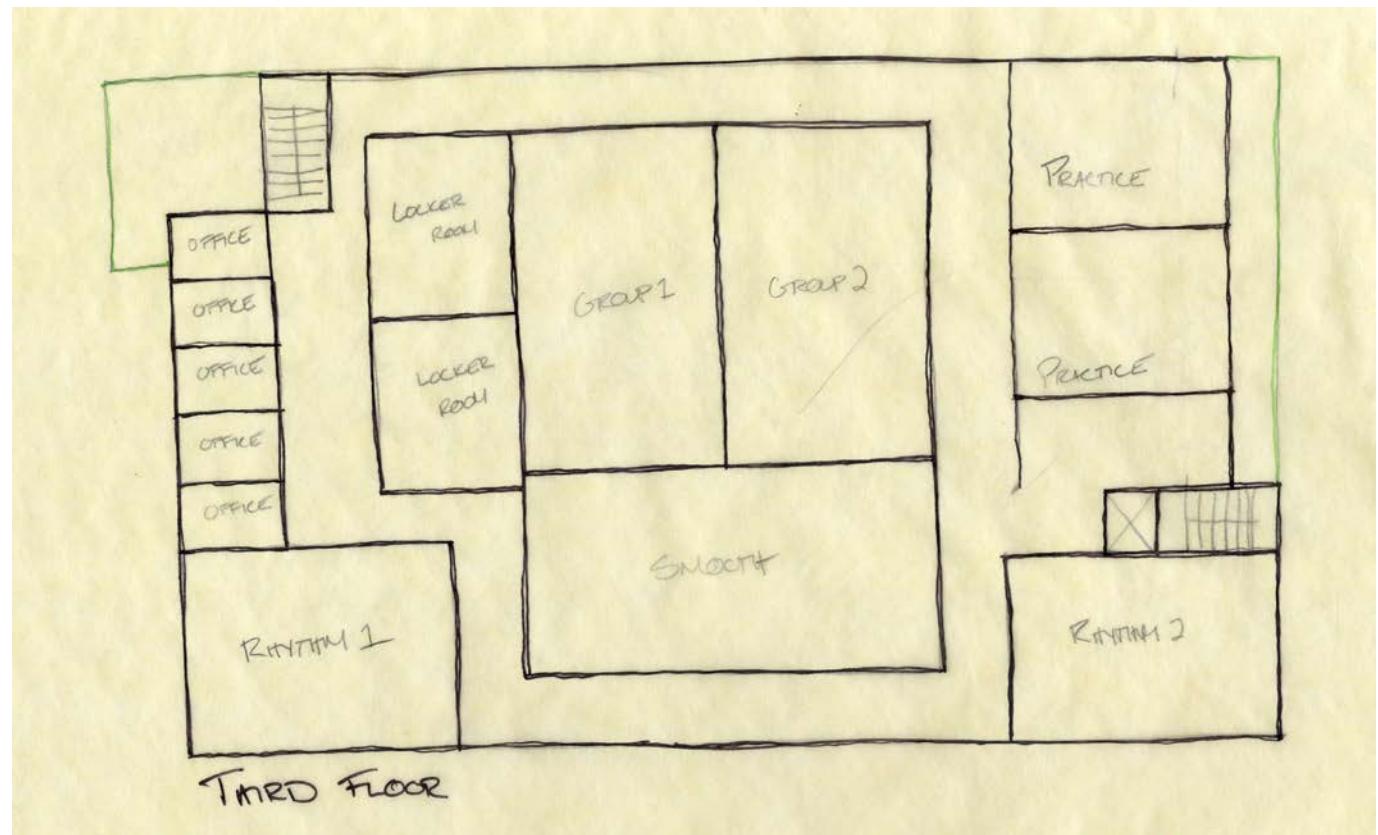 PRACTICE
LOCKER
ROOM
OFFICE
GROUP 1
GROUP 2
OFFICE
OFFICE
LOCKER
ROOM
PRACTICE
OFFICE
OFFICE
SMOOTH
RHYTHM 1
RHYTHM 2
THIRD FLOOR